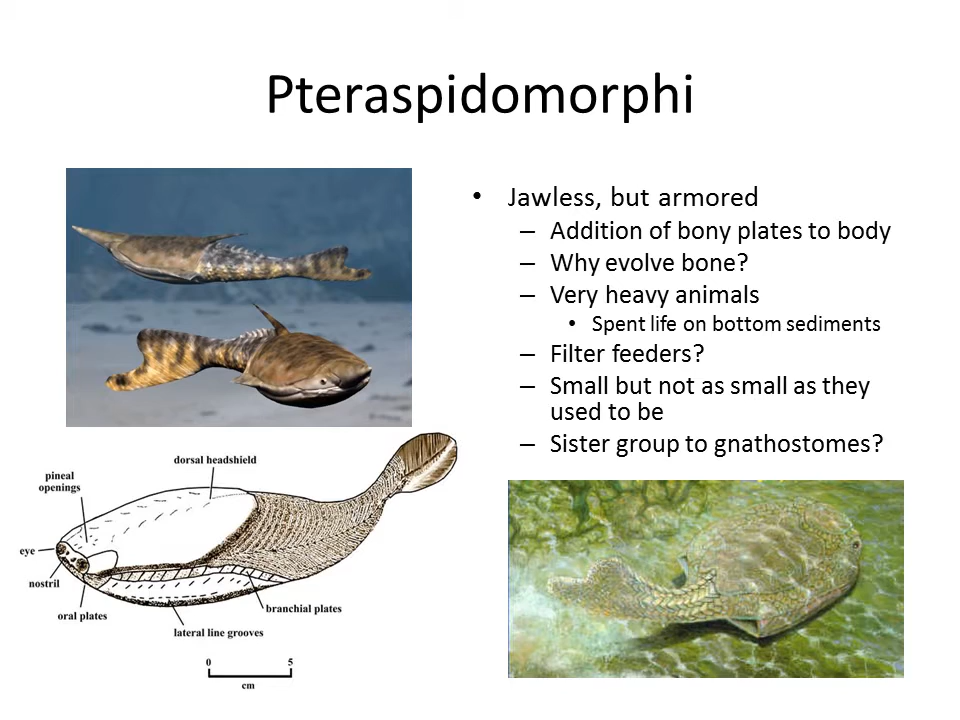 Pteraspidomorphi
• Jawless, but armored
– Addition of bony plates to body
– Why evolve bone?
– Very heavy animals
• Spent life on bottom sediments
– Filter feeders?
– Small but not as small as they
used to be
– Sister group to gnathostomes?
dorsal headshield
pineal
openings
eye
nostril
oral plates
branchial plates
lateral line grooves
0 5
cm